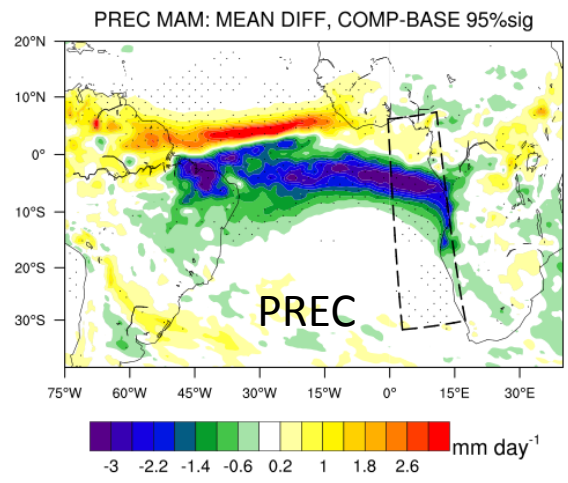 PREC MAM: MEAN DIFF, COMP-BASE 95%sig
20°N
10°N
0°
10°S
20°S
30°S
PREC
75°W 60°W 45°W 30°W 15°W 0° 15°E 30°E
-3 -2.2 -1.4 -0.6 0.2 1 1.8 2.6
mm day-1